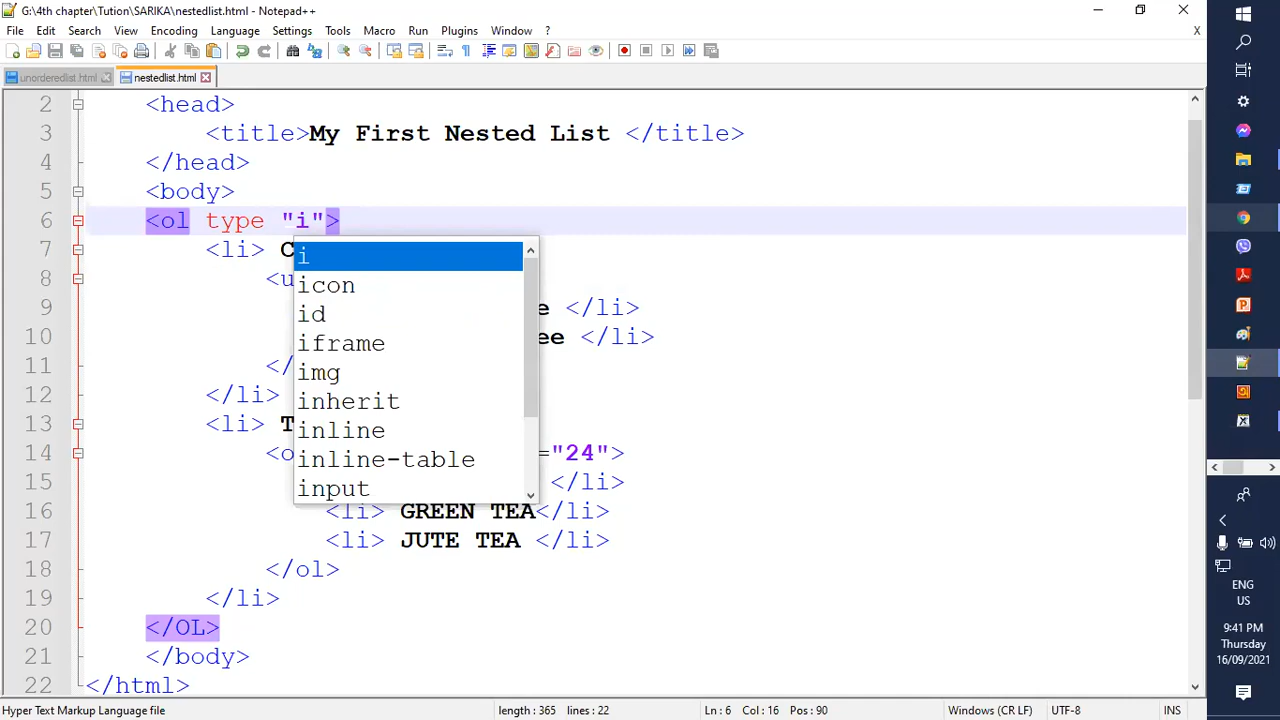 G:\4th chapter\Tution\SARIKA\nestedlist.html - Notepad++
File Edit Search View Encoding Language Settings Tools Macro Run Plugins Window ? X
unorderedlist.html nestedlist.html
2 <head>
3 <title>My First Nested List </title>
4 </head>
5 <body>
6 <ol type "i">
7 <li> C
i
8 <u
icon
id
9 e </li>
iframe
10 ee </li>
11 </
img
12 </li>
inherit
13 <li> T
inline
14 <o ="24">
inline-table
15 </li>
input
16 <li> GREEN TEA</li>
17 <li> JUTE TEA </li>
18 </ol>
19 </li>
20 </OL>
21 </body>
22 </html>
Hyper Text Markup Language file length : 365 lines : 22 Ln : 6 Col : 16 Pos : 90 Windows (CR LF) UTF-8 INS
ENG
US
9:41 PM
Thursday
16/09/2021